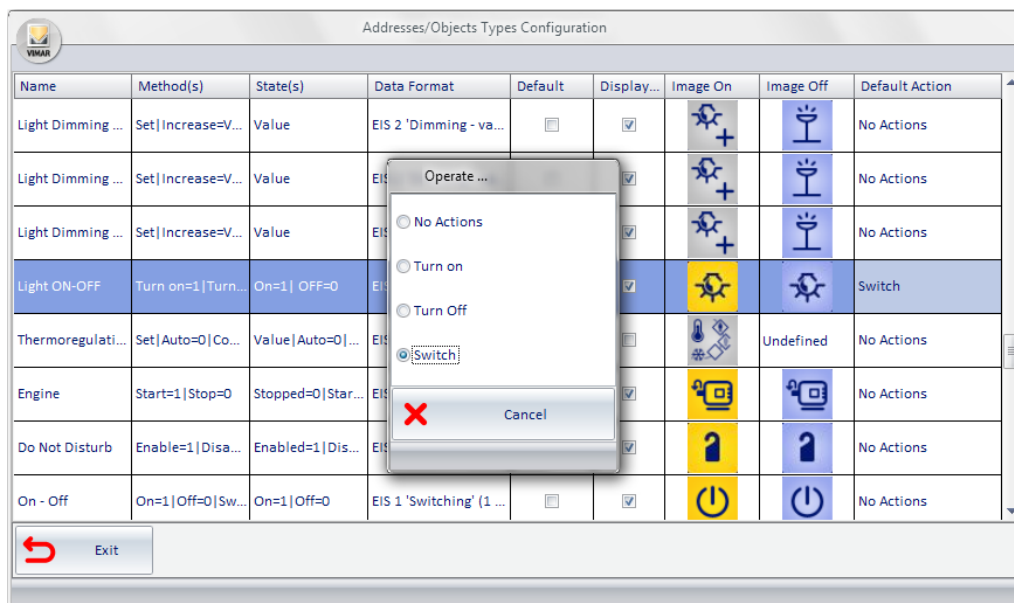 Addresses/Objects Types Configuration
VIMAR
Name Method(s) State(s) Data Format Default Display... Image On Image Off Default Action
Light Dimming ... Set|Increase=V... Value EIS 2 'Dimming - va... No Actions
Light Dimming ... Set|Increase=V... Value EIS No Actions
Light Dimming ... Set|Increase=V... Value EIS No Actions
Light ON-OFF Turn on=1|Turn... On=1| OFF=0 EIS Switch
Thermoregulati... Set|Auto=0|Co... Value|Auto=0|... EIS Undefined No Actions
Engine Start=1|Stop=0 Stopped=0|Star... EIS No Actions
Do Not Disturb Enable=1|Disa... Enabled=1|Dis... EIS No Actions
On - Off On=1|Off=0|Sw... On=1|Off=0 EIS 1 'Switching' (1 ... No Actions
Operate ...
No Actions
Turn on
Turn Off
Switch
Cancel
Exit